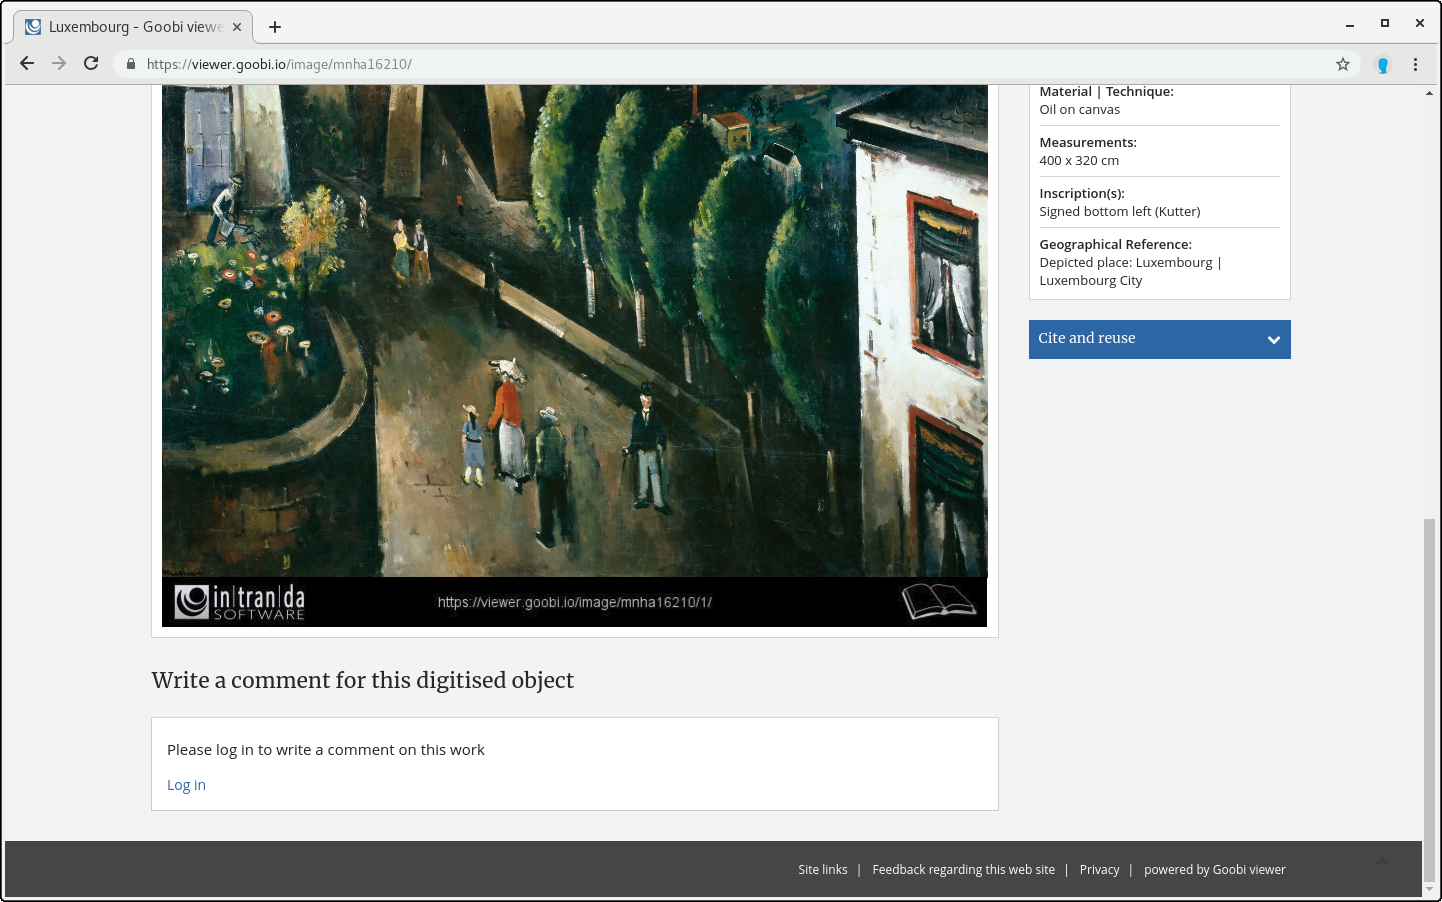 Luxembourg - Goobi viewe
https://viewer.goobi.io/image/mnha16210/
Material | Technique:
Oil on canvas
Measurements:
400 x 320 cm
Inscription(s):
Signed bottom left (Kutter)
Geographical Reference:
Depicted place: Luxembourg |
Luxembourg City
Cite and reuse
in|tran|da
SOFTWARE
https://viewer.goobi.io/image/mnha16210/1/
Write a comment for this digitised object
Please log in to write a comment on this work
Log in
Site links | Feedback regarding this web site | Privacy | powered by Goobi viewer